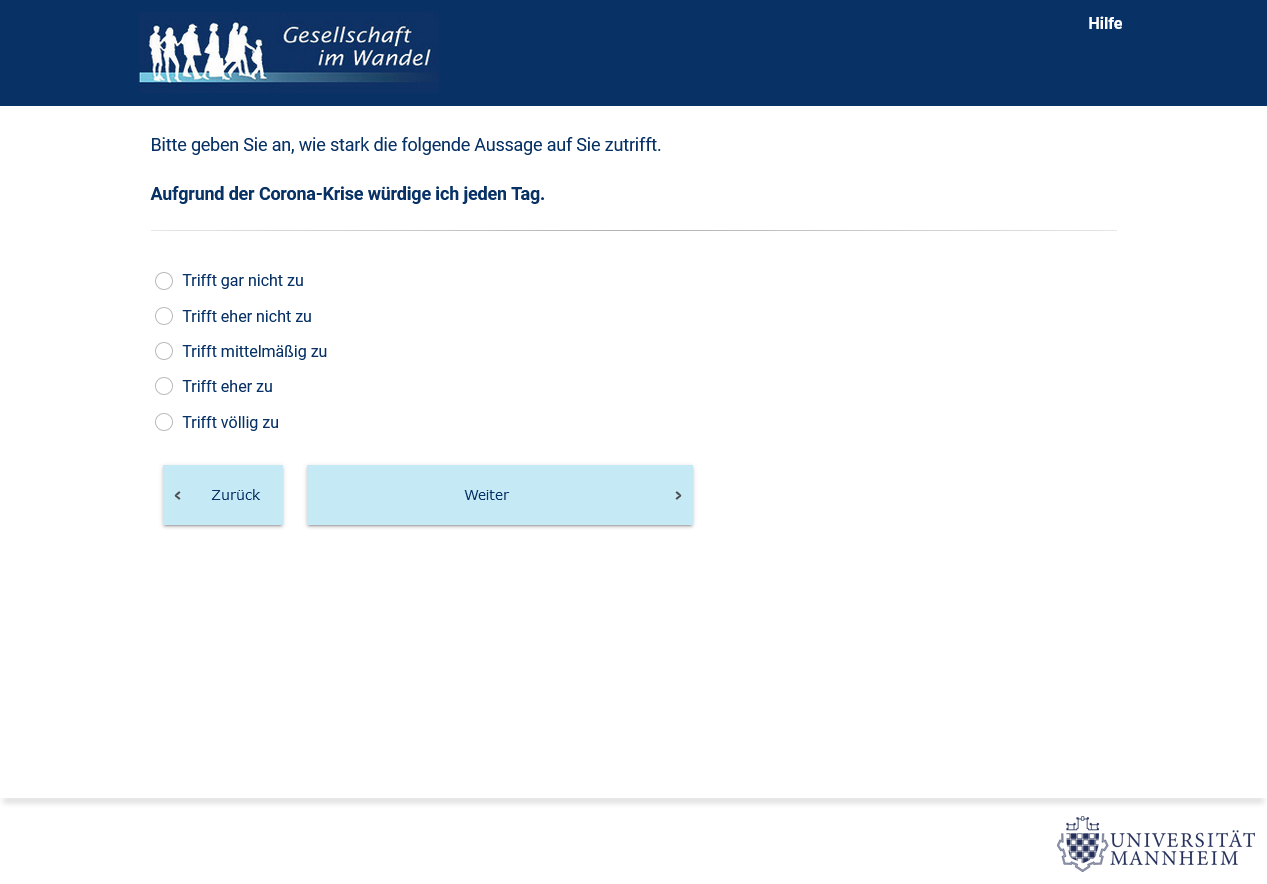 Gesellschaft
im Wandel
Hilfe
Bitte geben Sie an, wie stark die folgende Aussage auf Sie zutrifft.
Aufgrund der Corona-Krise würdige ich jeden Tag.
Trifft gar nicht zu
Trifft eher nicht zu
Trifft mittelmäßig zu
Trifft eher zu
Trifft völlig zu
Zurück
Weiter
UNIVERSITÄT
MANNHEIM